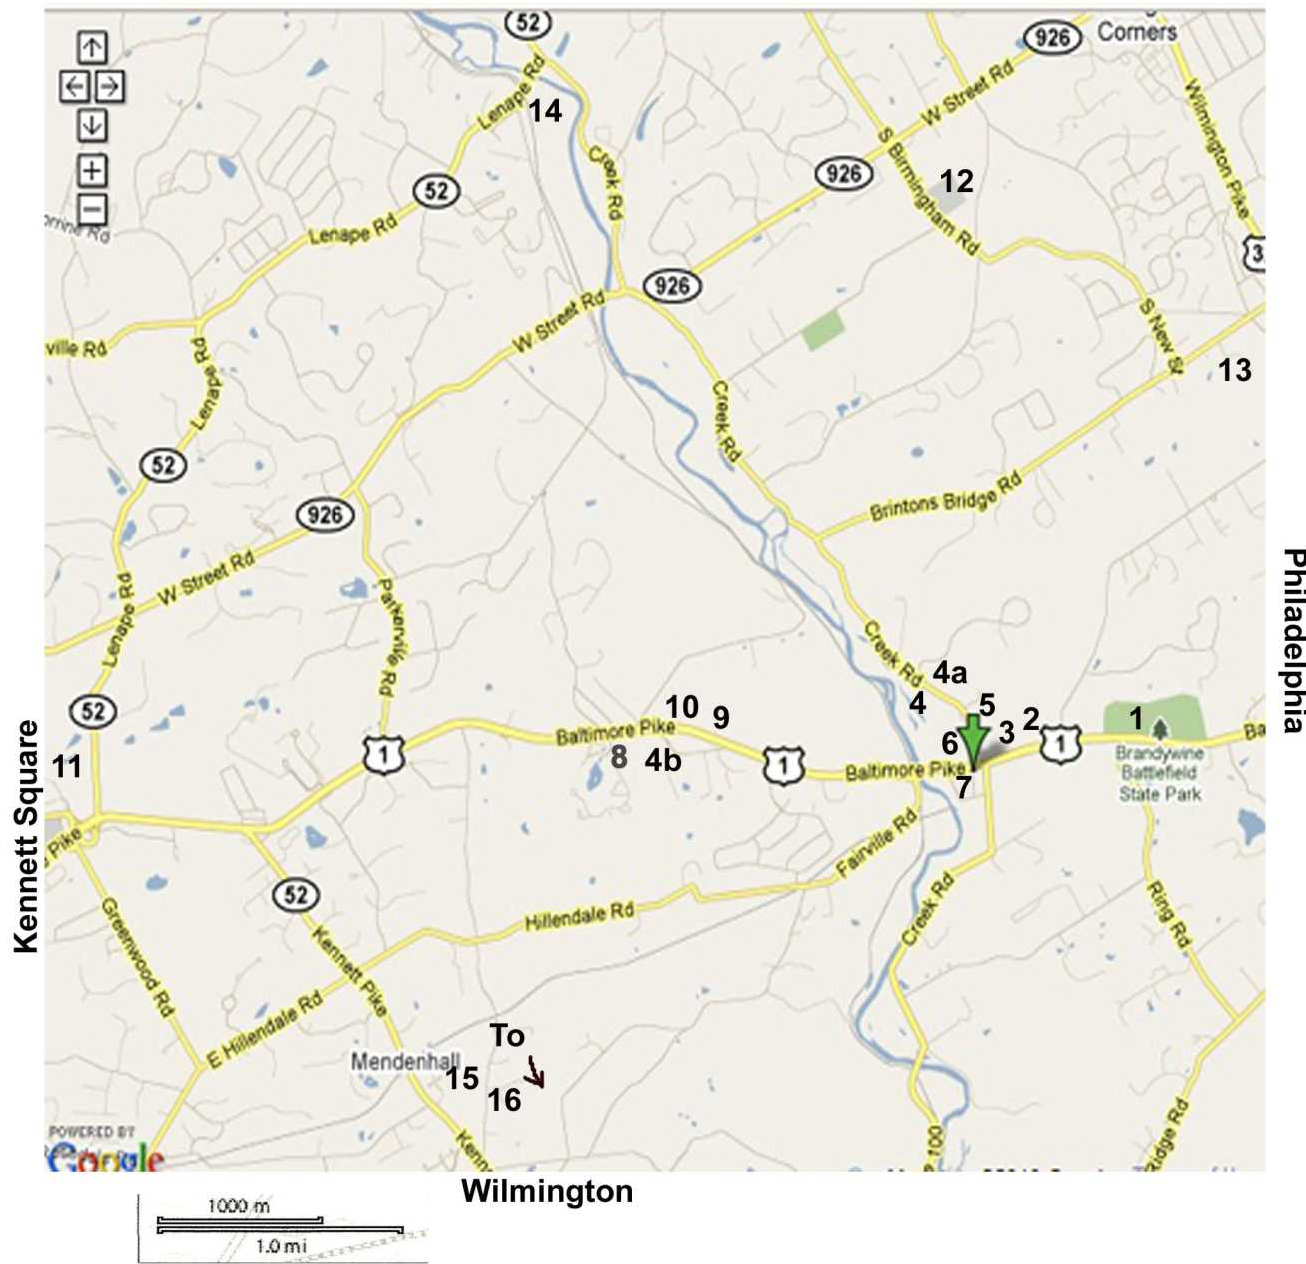 52
926
Corners
Lenape Rd
14
W Street Rd
Wilmington Pike
S Birmingham Rd
Creek Rd
926
12
52
Lenape Rd
3
926
W Street Rd
S New St
ville Rd
Lenape Rd
13
Creek Rd
52
Brintons Bridge Rd
926
W Street Rd
Parkerville Rd
Lenape Rd
Philadelphia
Creek Rd
4a
52
10
9
4
5
2
1
3
6
1
Baltimore Pike
1
8
4b
1
Baltimore Pike
7
Ba
Brandywine
Battlefield
State Park
11
Kennett Square
Pike
Fairville Rd
52
Hillendale Rd
Creek Rd
Ring Rd
Greenwood Rd
Kennett Pike
E Hillendale Rd
To
Mendenhall
15
16
POWERED BY
Google
Kenn
100
Ridge Rd
Wilmington
1000 m
1.0 mi